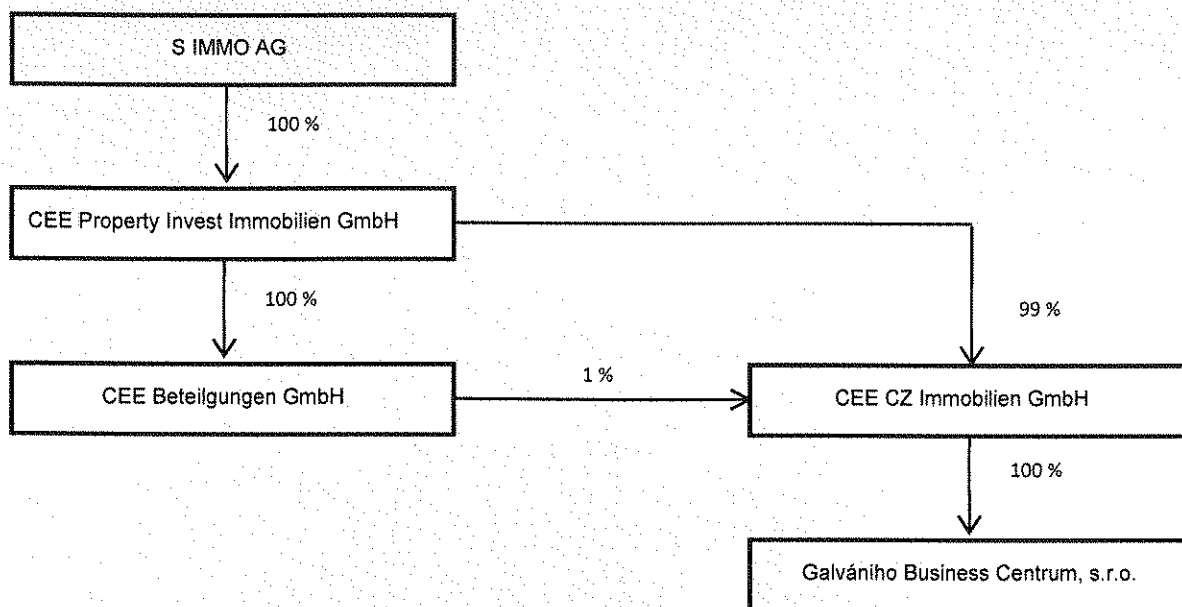 S IMMO AG
100 %
CEE Property Invest Immobilien GmbH
100 %
99 %
CEE Beteilgungen GmbH
1 %
CEE CZ Immobilien GmbH
100 %
Galvániho Business Centrum, s.r.o.